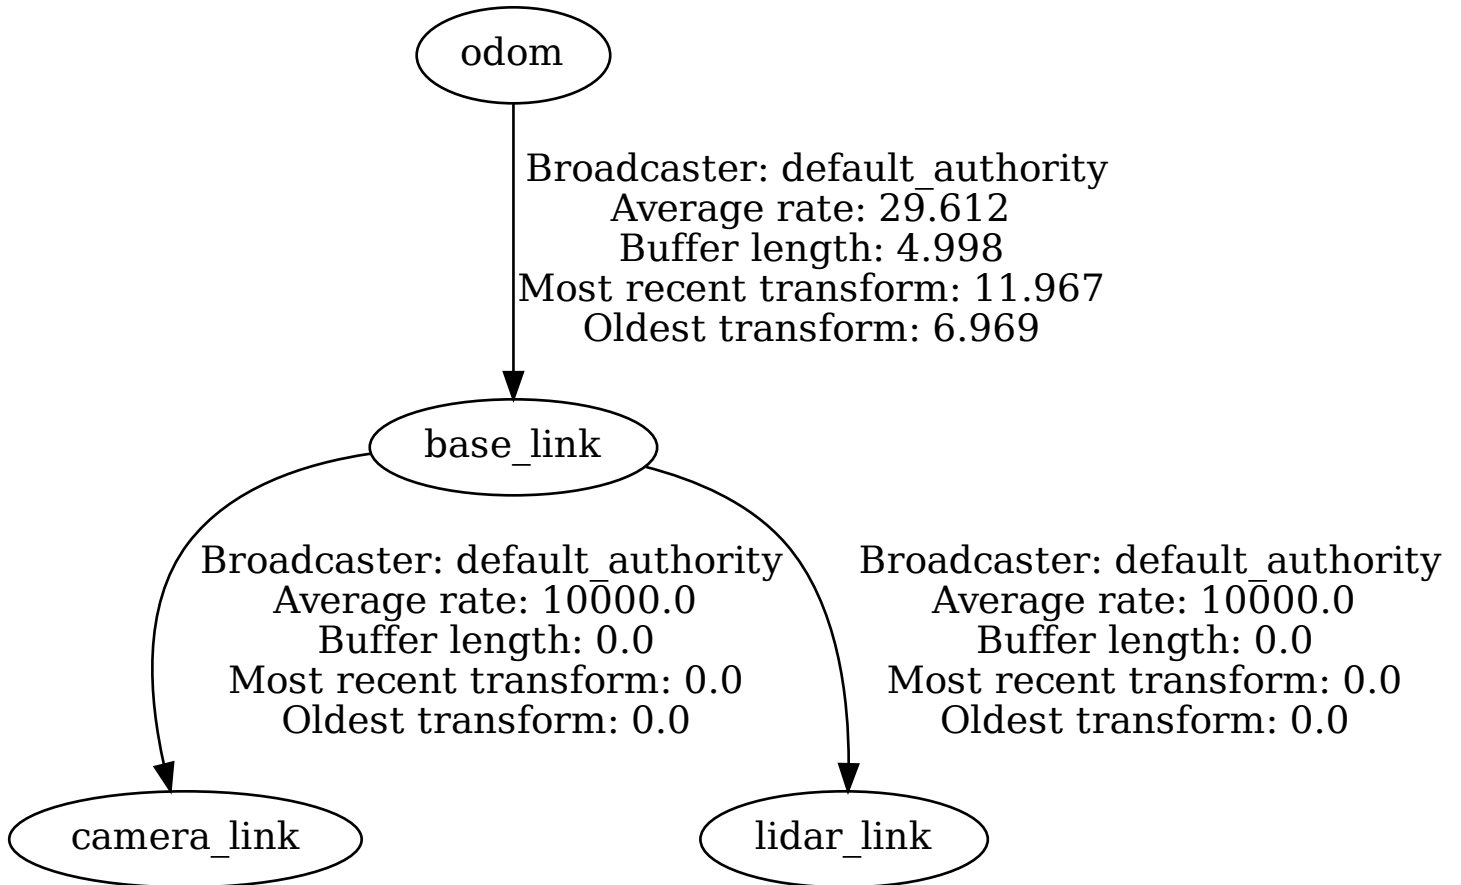 odom
Broadcaster: default_authority
Average rate: 29.612
Buffer length: 4.998
Most recent transform: 11.967
Oldest transform: 6.969
base_link
Broadcaster: default_authority
Average rate: 10000.0
Buffer length: 0.0
Most recent transform: 0.0
Oldest transform: 0.0
Broadcaster: default_authority
Average rate: 10000.0
Buffer length: 0.0
Most recent transform: 0.0
Oldest transform: 0.0
camera_link
lidar_link